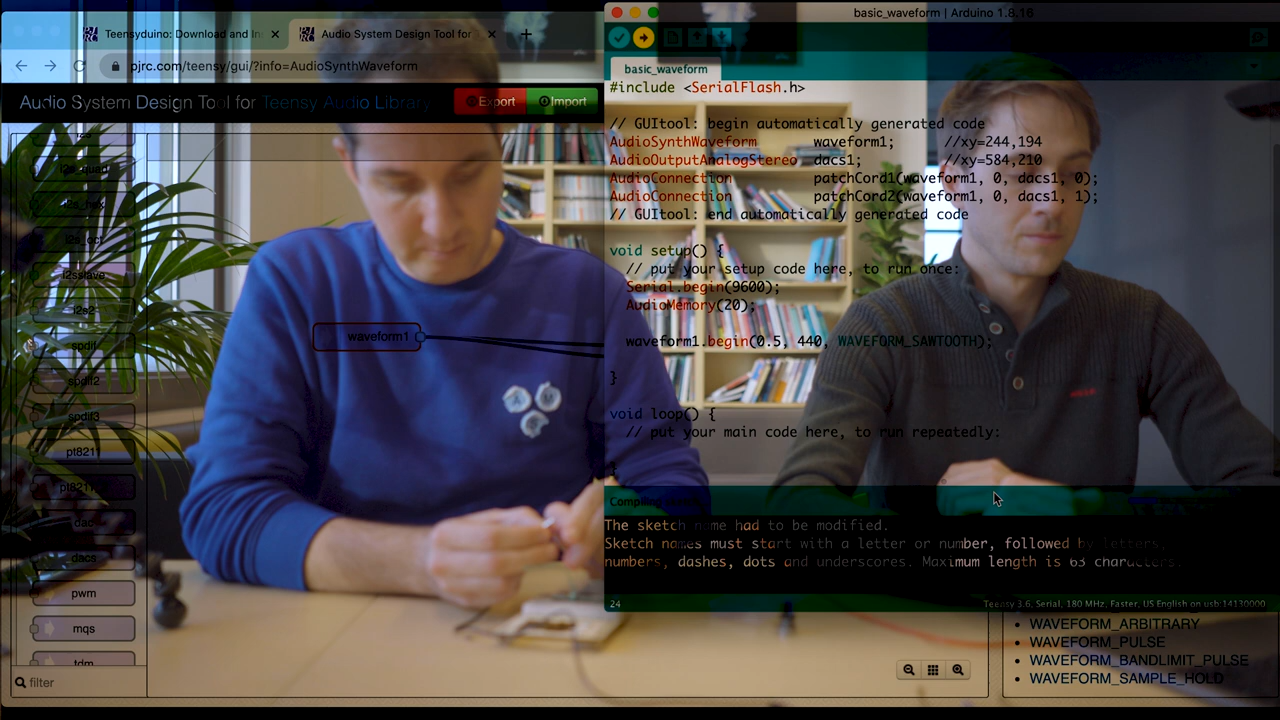 Teensyduino: Download and In
Audio System Design Tool for
pjrc.com/teensy/gui/?info=AudioSynthWaveform
Audio System Design Tool for Teensy Audio Library
Export
Import
i2s_quad
i2sslave
i2s2
spdif
spdif2
spdif3
pt821
dac
dacs
pwm
mqs
tdm
filter
waveform1
basic_waveform | Arduino 1.8.16
basic_waveform
#include <SerialFlash.h>
// GUItool: begin automatically generated code
AudioSynthWaveform waveform1; //xy=244,194
AudioOutputAnalogStereo dacs1; //xy=584,210
AudioConnection patchCord1(waveform1, 0, dacs1, 0);
AudioConnection patchCord2(waveform1, 0, dacs1, 1);
// GUItool: end automatically generated code
void setup() {
// put your setup code here, to run once:
Serial.begin(9600);
AudioMemory(20);
waveform1.begin(0.5, 440, WAVEFORM_SAWTOOTH);
}
void loop() {
// put your main code here, to run repeatedly:
}
The sketch name had to be modified.
Sketch names must start with a letter or number, followed by letters,
numbers, dashes, dots and underscores. Maximum length is 63 characters.
24
Teensy 3.6, Serial, 180 MHz, Faster, US English on usb:14130000
WAVEFORM_ARBITRARY
WAVEFORM_PULSE
WAVEFORM_BANDLIMIT_PULSE
WAVEFORM_SAMPLE_HOLD